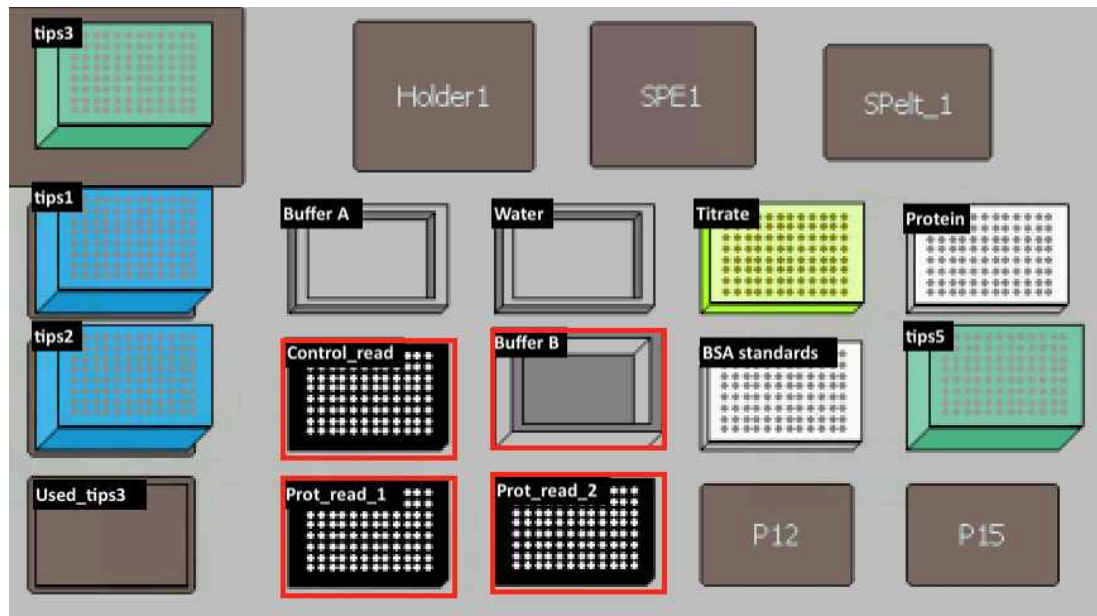 tips3
Holder1
SPE1
SPelt_1
tips1
Buffer A
Water
Titrate
Protein
tips2
Control_read
Buffer B
BSA standards
tips5
Used_tips3
Prot_read_1
Prot_read_2
P12
P15